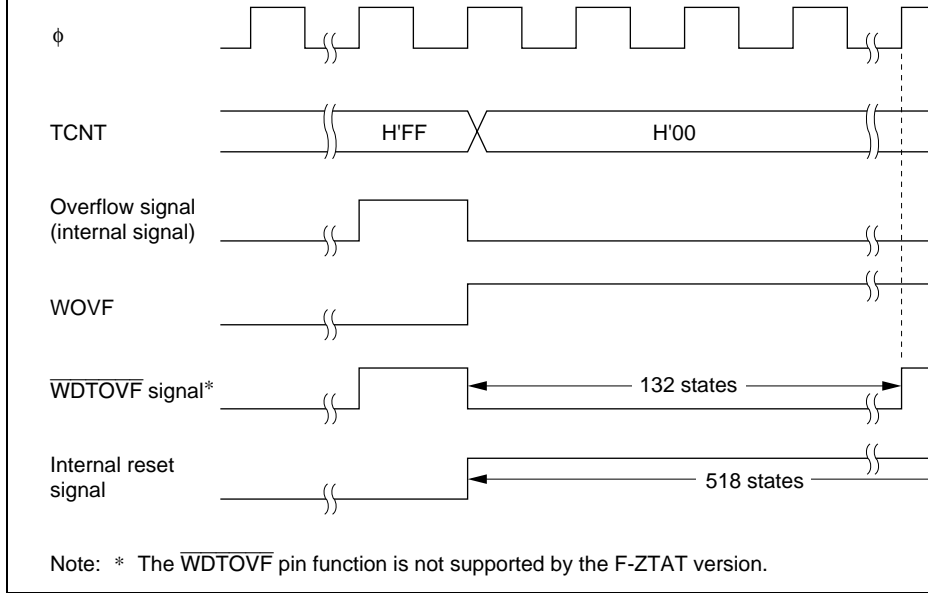 ϕ
TCNT
H'FF
H'00
Overflow signal
(internal signal)
WOVF
WDTOVF signal*
132 states
Internal reset
signal
518 states
Note: * The WDTOVF pin function is not supported by the F-ZTAT version.